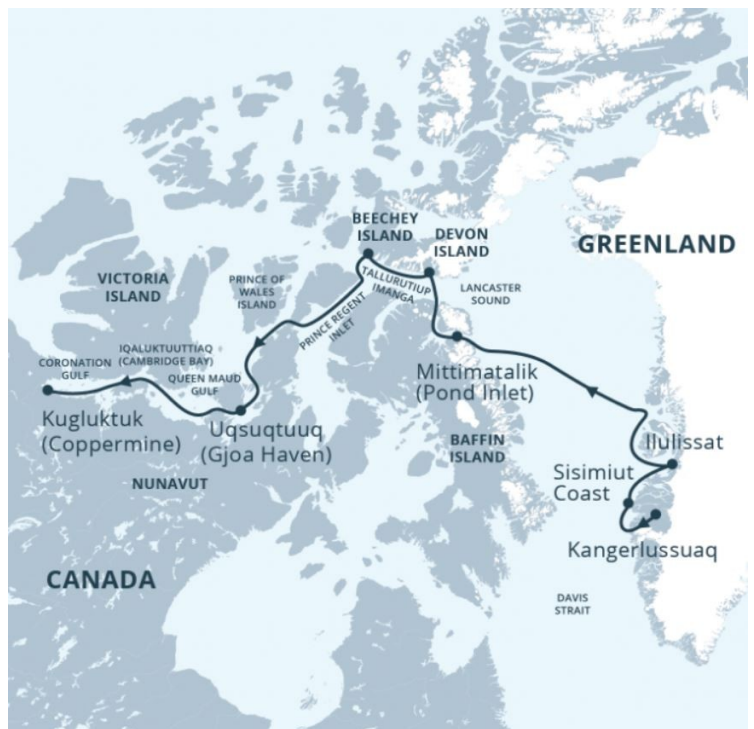 BEECHEY
ISLAND
DEVON
ISLAND
GREENLAND
VICTORIA
ISLAND
PRINCE OF
WALES
ISLAND
TALLURUTIUP
IMANGA
LANCASTER
SOUND
PRINCE REGENT
INLET
IQALUKTUUTTIAQ
(CAMBRIDGE BAY)
CORONATION
GULF
QUEEN MAUD
GULF
Mittimatalik
(Pond Inlet)
Kugluktuk
(Coppermine)
Uqsuqtuuq
(Gjoa Haven)
BAFFIN
ISLAND
Ilulissat
Sisimiut
Coast
NUNAVUT
Kangerlussuaq
CANADA
DAVIS
STRAIT